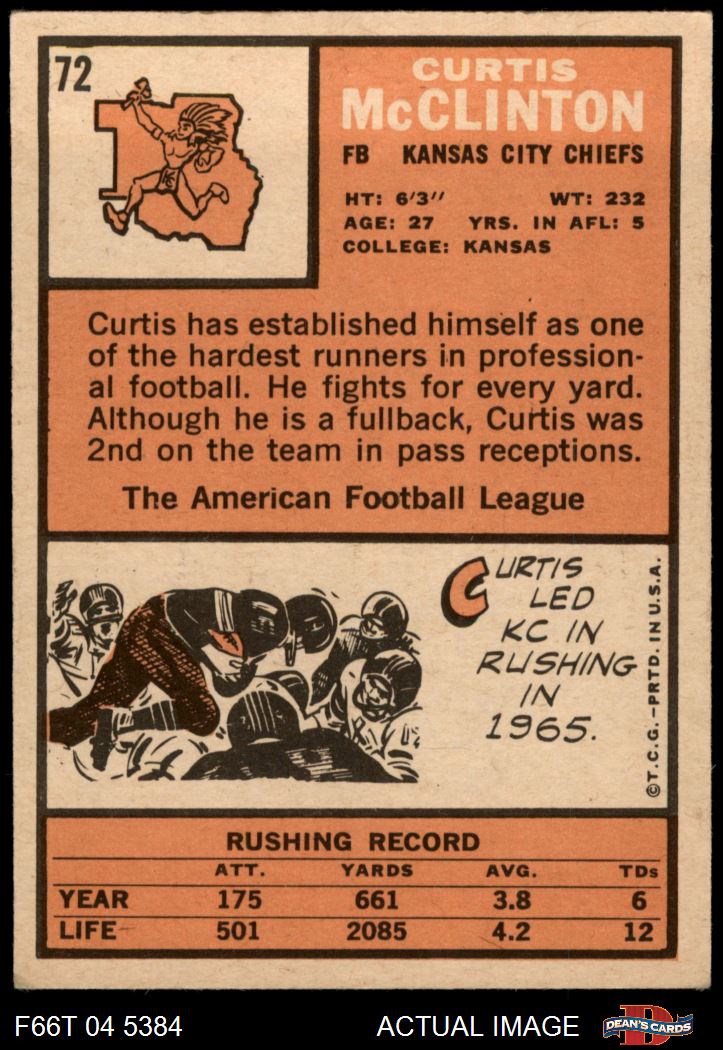 72
CURTIS
McCLINTON
FB KANSAS CITY CHIEFS
HT: 6'3" WT: 232
AGE: 27 YRS. IN AFL: 5
COLLEGE: KANSAS
KC
Curtis has established himself as one
of the hardest runners in profession-
al football. He fights for every yard.
Although he is a fullback, Curtis was
2nd on the team in pass receptions.
The American Football League
CURTIS
LED
KC IN
RUSHING
IN
1965.
©T.C.G.–PRTD. IN U.S.A.
RUSHING RECORD
ATT. YARDS AVG. TDs
YEAR 175 661 3.8 6
LIFE 501 2085 4.2 12
F66T 04 5384 ACTUAL IMAGE D DEAN'S CARDS